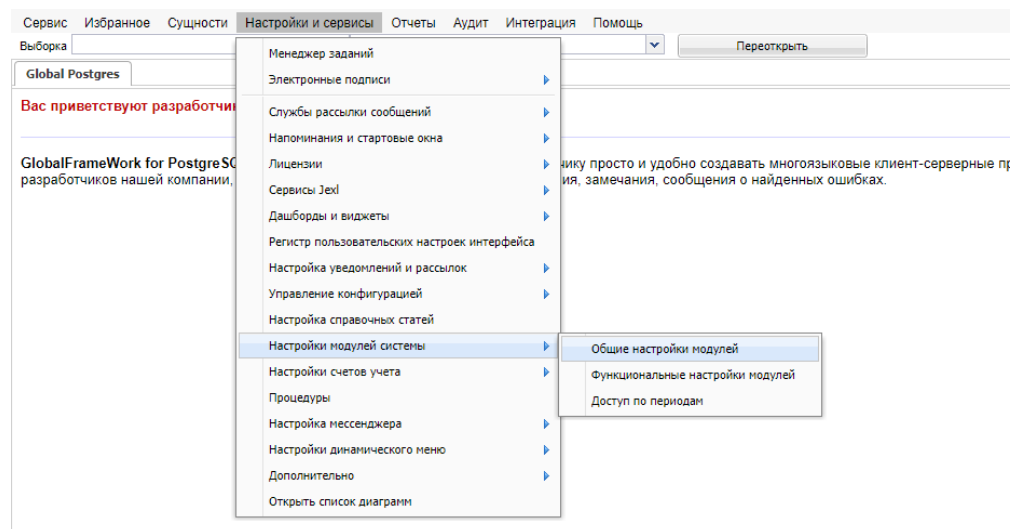 Сервис Избранное Сущности Настройки и сервисы Отчеты Аудит Интеграция Помощь
Выборка Переоткрыть
Global Postgres
Вас приветствуют
GlobalFrameWork for чику просто и удобно создавать многоязыковые клиент-серверные
разработчиков нашей компании, ия, замечания, сообщения о найденных ошибках.
Менеджер заданий
Электронные подписи
Службы рассылки сообщений
Напоминания и стартовые окна
Лицензии
Сервисы Jexl
Дашборды и виджеты
Регистр пользовательских настроек интерфейса
Настройка уведомлений и рассылок
Управление конфигурацией
Настройка справочных статей
Настройки модулей системы
Настройки счетов учета
Процедуры
Настройка мессенджера
Настройки динамического меню
Дополнительно
Открыть список диаграмм
Общие настройки модулей
Функциональные настройки модулей
Доступ по периодам